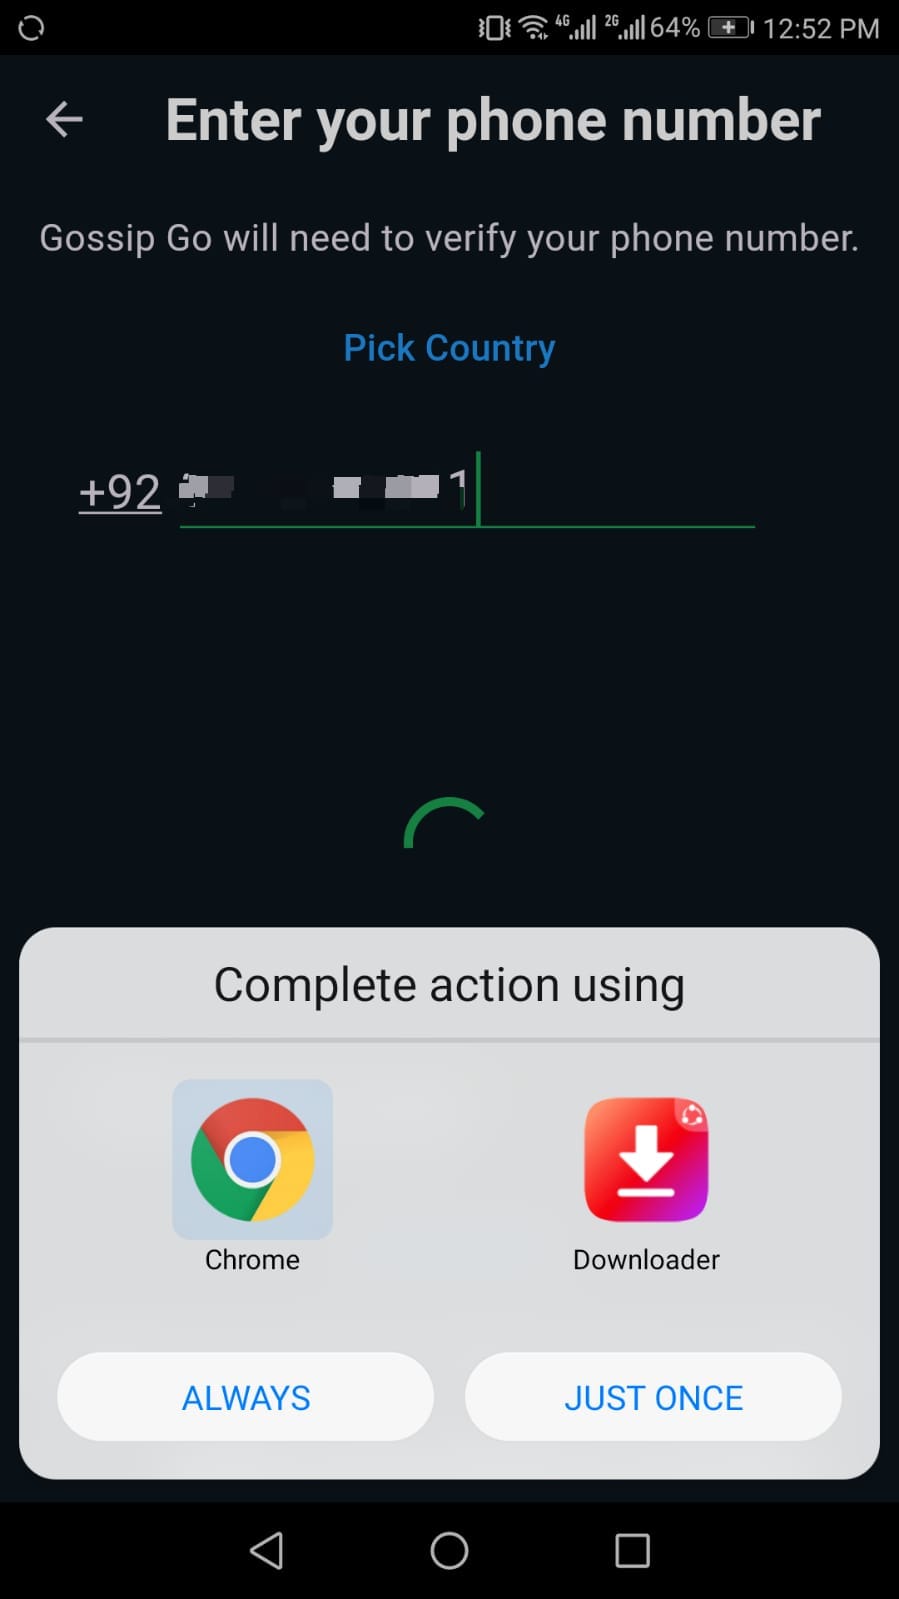 4G 2G 64% 12:52 PM
Enter your phone number
Gossip Go will need to verify your phone number.
Pick Country
+92 1
Complete action using
Chrome Downloader
ALWAYS JUST ONCE